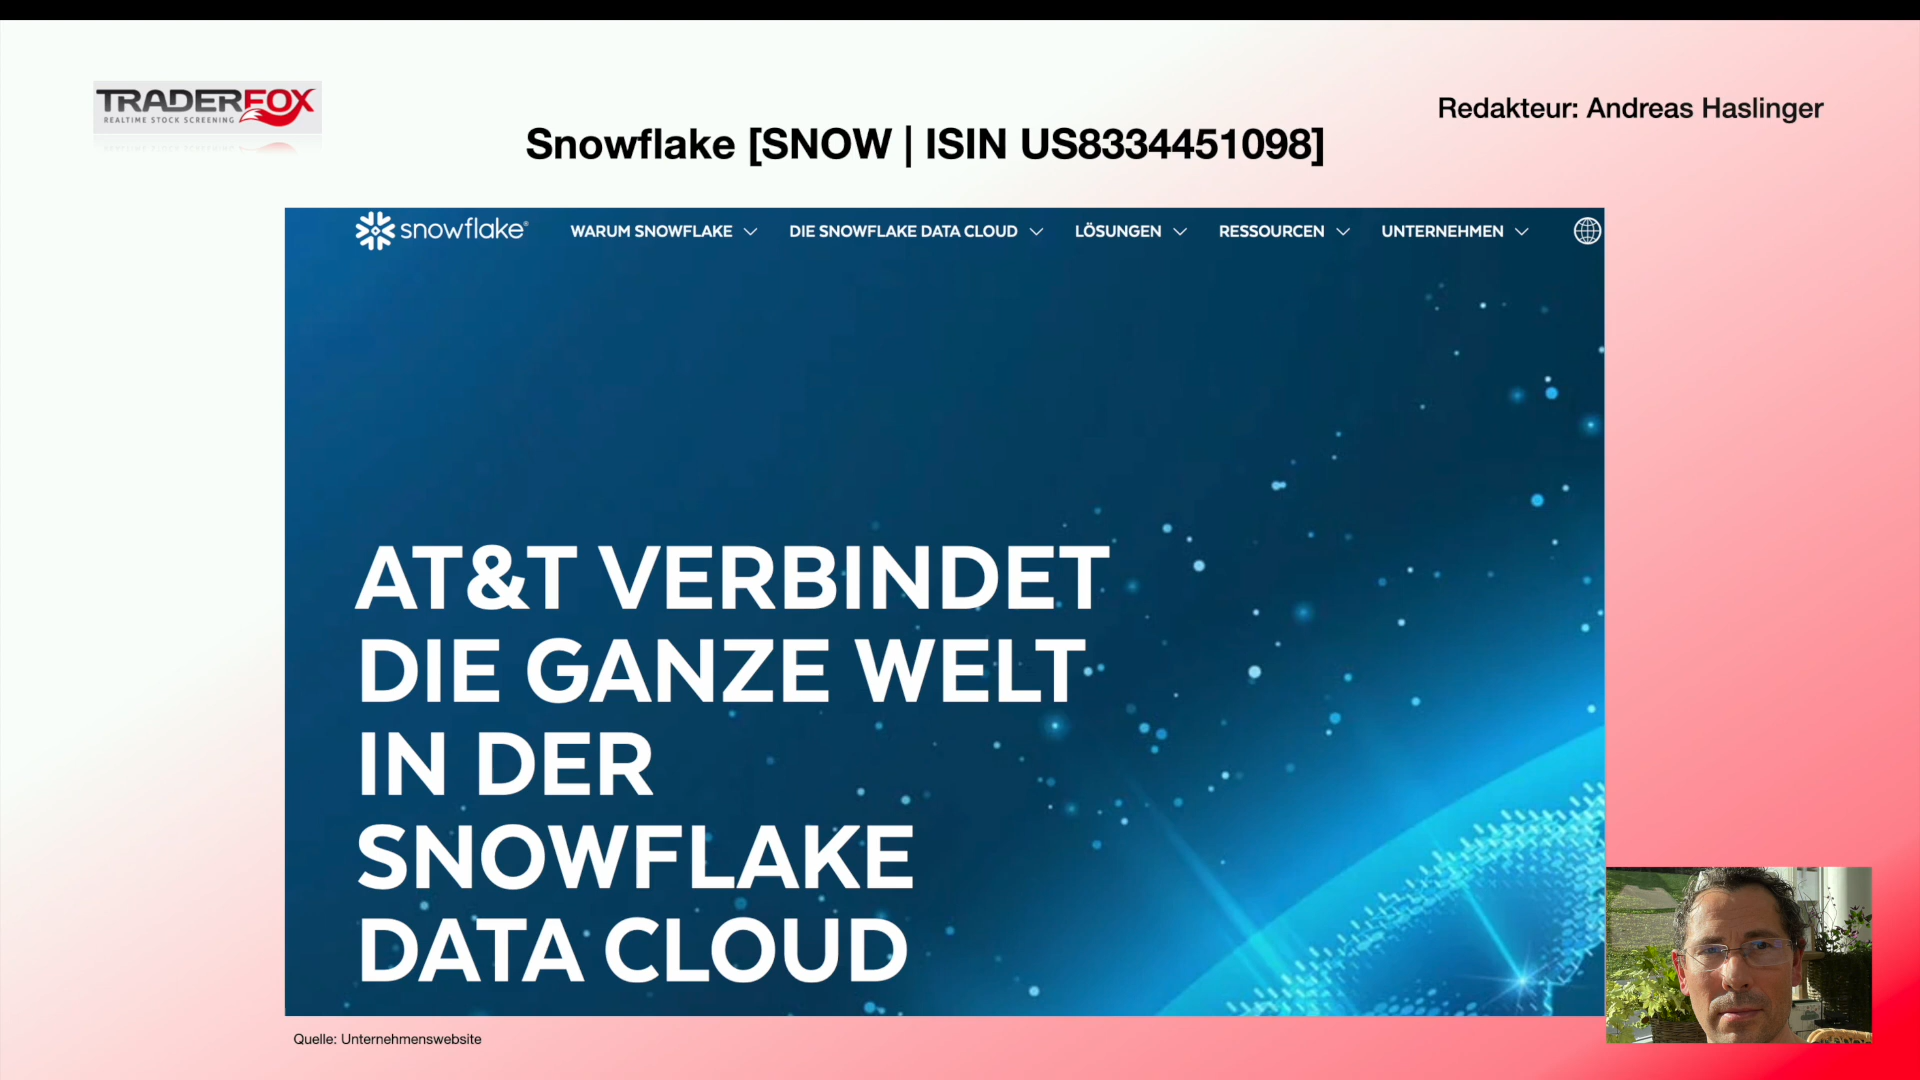 TRADERFOX
REALTIME STOCK SCREENING
Redakteur: Andreas Haslinger
Snowflake [SNOW | ISIN US8334451098]
snowflake®
WARUM SNOWFLAKE
DIE SNOWFLAKE DATA CLOUD
LÖSUNGEN
RESSOURCEN
UNTERNEHMEN
AT&T VERBINDET
DIE GANZE WELT
IN DER
SNOWFLAKE
DATA CLOUD
Quelle: Unternehmenswebsite